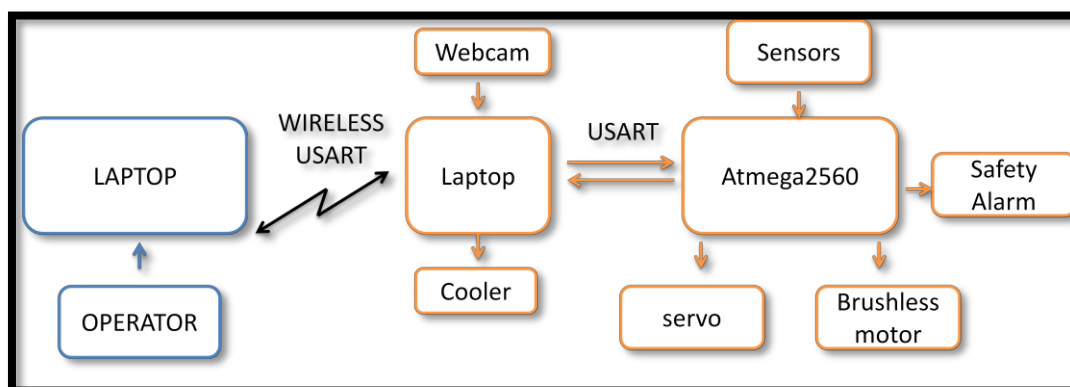 Webcam
Sensors
WIRELESS
USART
USART
LAPTOP
Laptop
Atmega2560
Safety
Alarm
OPERATOR
Cooler
servo
Brushless
motor